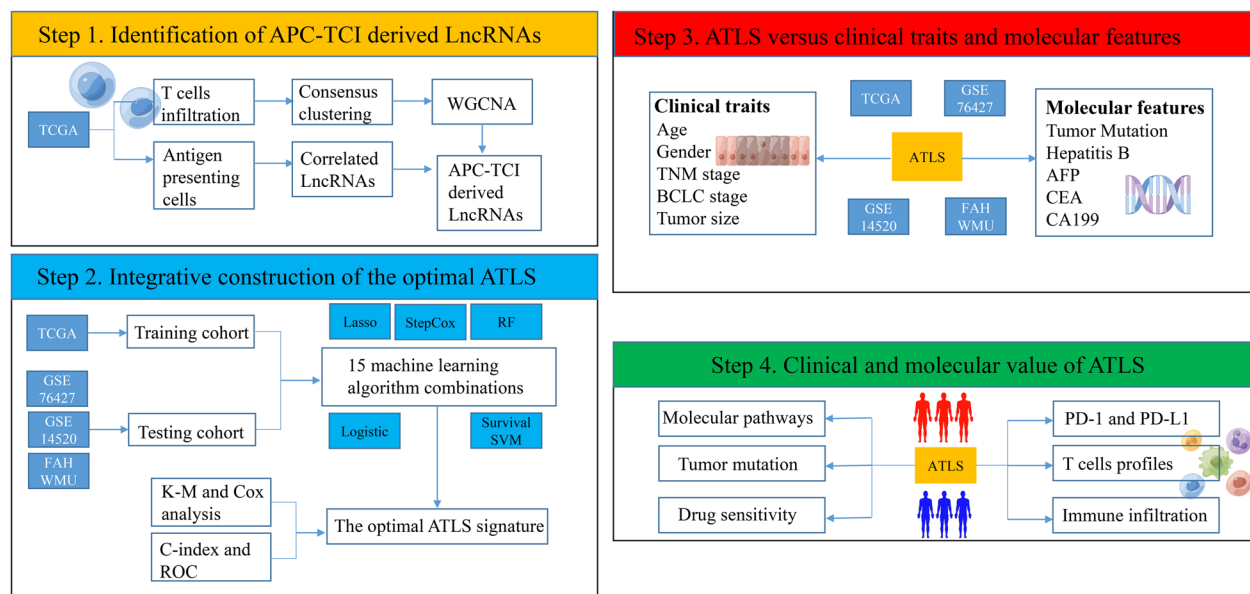 Step 1. Identification of APC-TCI derived LncRNAs
TCGA
T cells
infiltration
Consensus
clustering
WGCNA
Antigen
presenting
cells
Correlated
LncRNAs
APC-TCI
derived
LncRNAs
Step 2. Integrative construction of the optimal ATLS
TCGA
Training cohort
GSE
76427
GSE
14520
FAH
WMU
Testing cohort
Lasso
StepCox
RF
15 machine learning
algorithm combinations
Logistic
Survival
SVM
K-M and Cox
analysis
C-index and
ROC
The optimal ATLS signature
Step 3. ATLS versus clinical traits and molecular features
Clinical traits
Age
Gender
TNM stage
BCLC stage
Tumor size
TCGA
GSE
76427
ATLS
GSE
14520
FAH
WMU
Molecular features
Tumor Mutation
Hepatitis B
AFP
CEA
CA199
Step 4. Clinical and molecular value of ATLS
Molecular pathways
Tumor mutation
Drug sensitivity
ATLS
PD-1 and PD-L1
T cells profiles
Immune infiltration